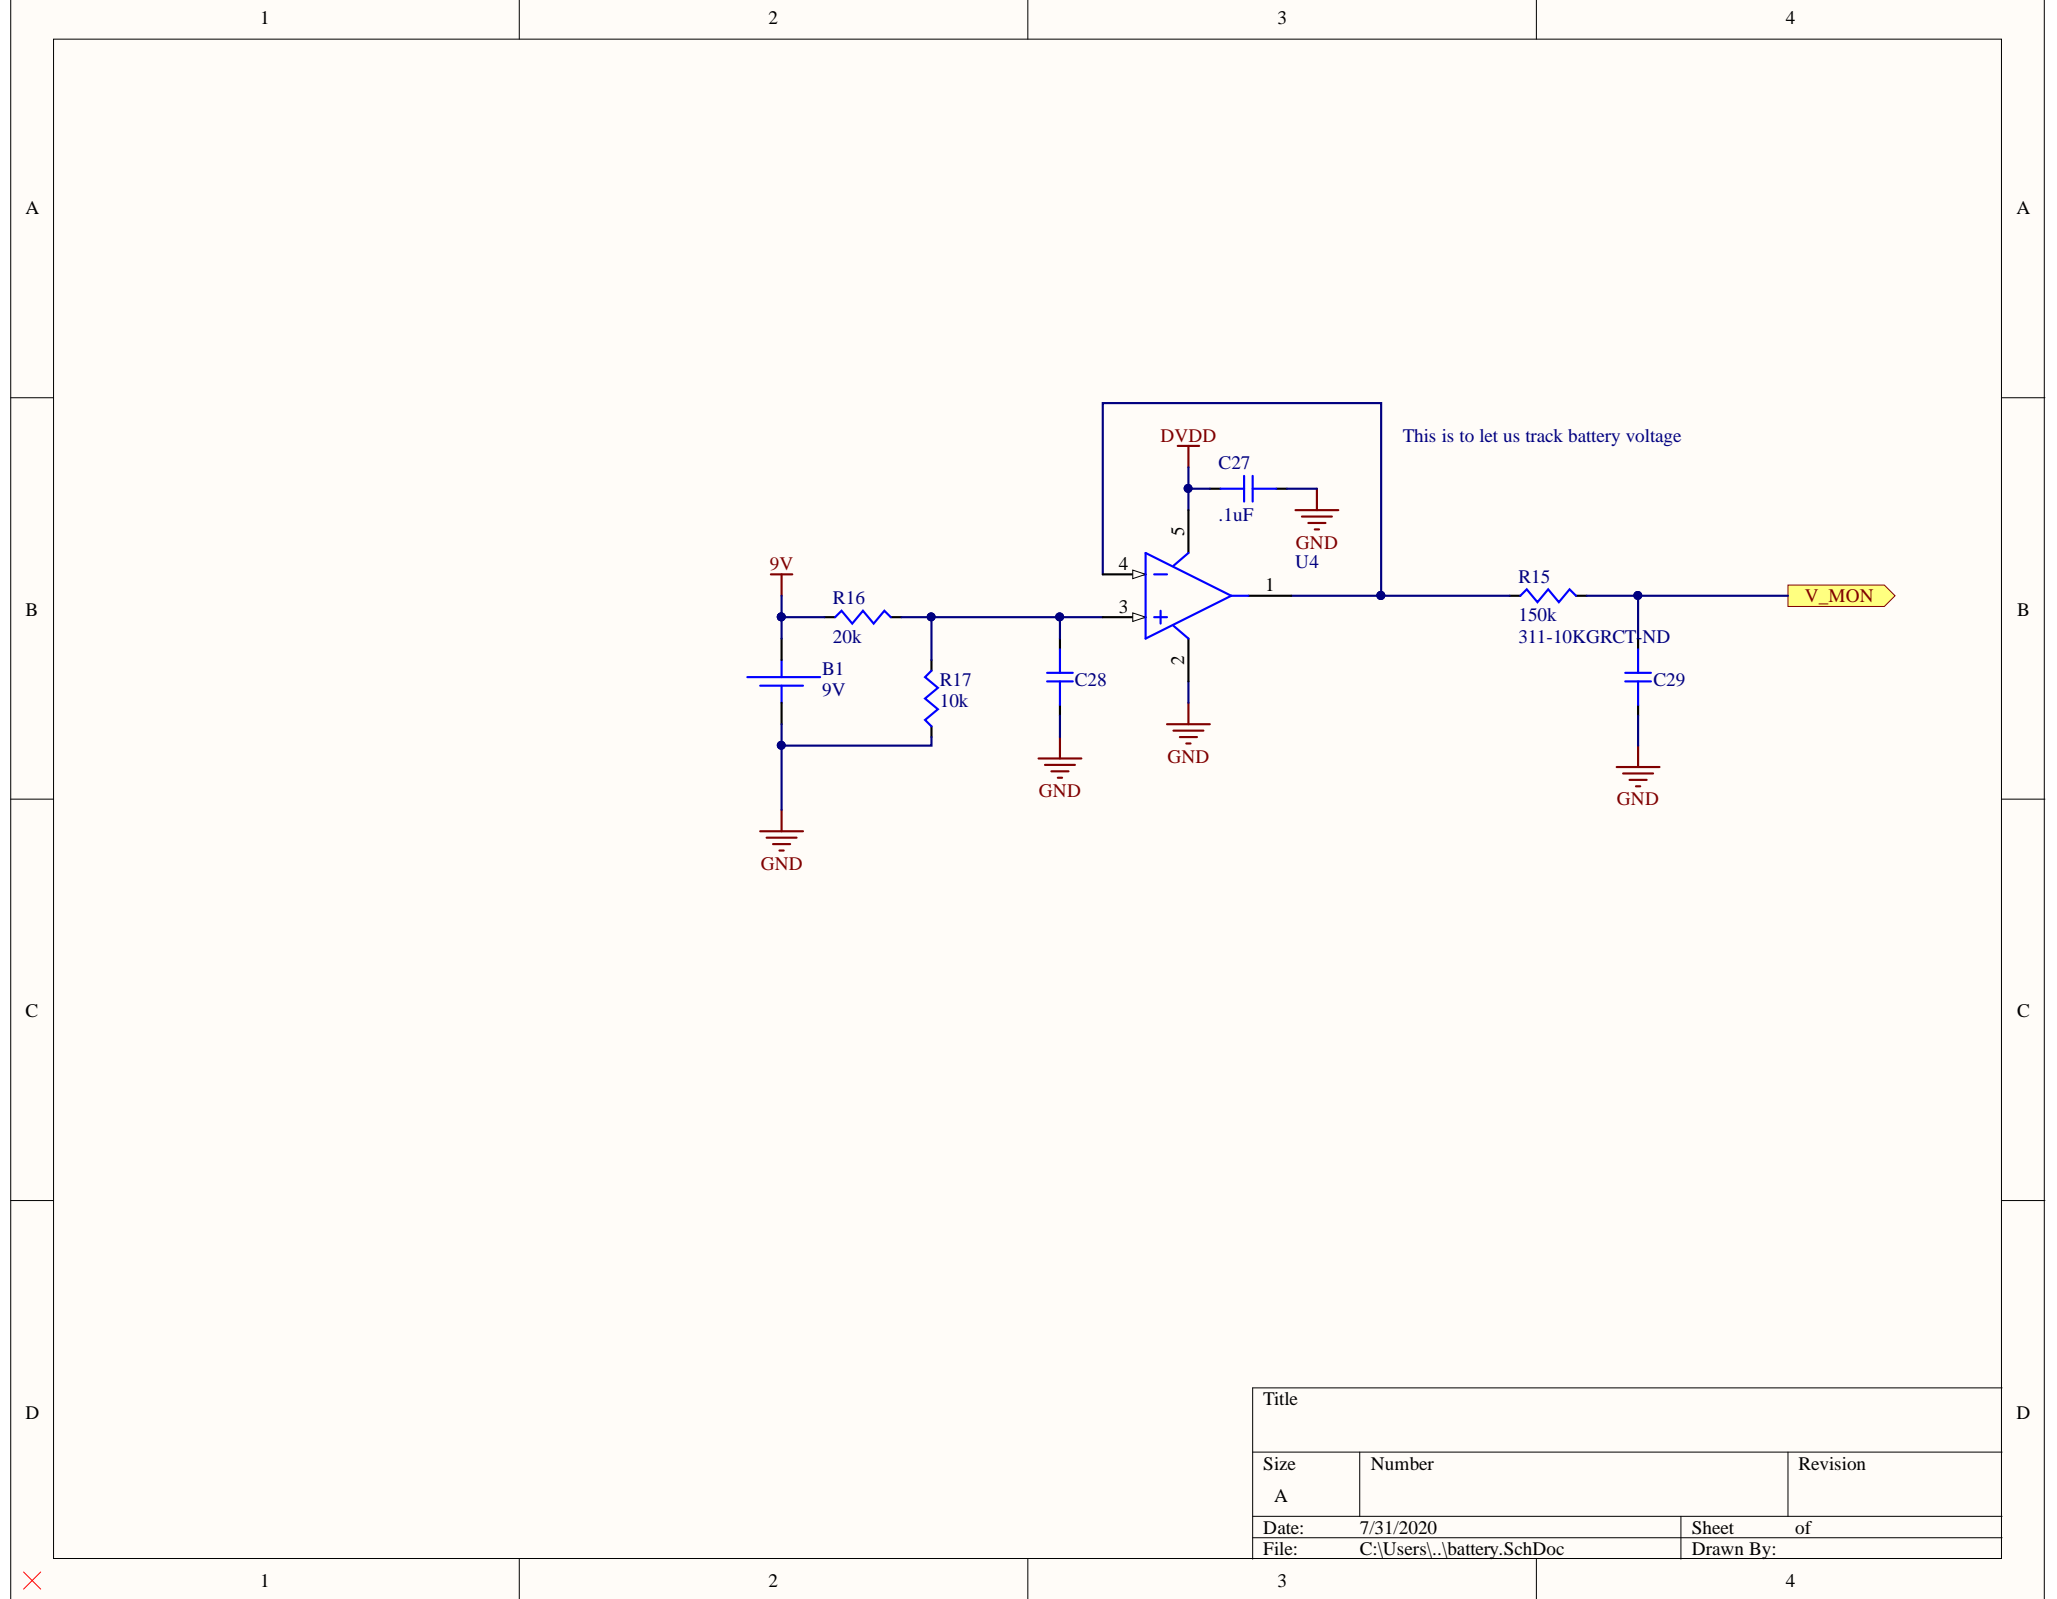 1 2 3 4
A A
This is to let us track battery voltage
DVDD
C27
.1uF
GND
U4
5
4
3
1
2
GND
9V
R16
20k
B1
9V
R17
10k
C28
GND
GND
R15
150k
311-10KGRCT-ND
V_MON
C29
GND
B B
C C
D D
Title
Size Number Revision
A
Date: 7/31/2020 Sheet of
File: C:\Users\..\battery.SchDoc Drawn By:
1 2 3 4